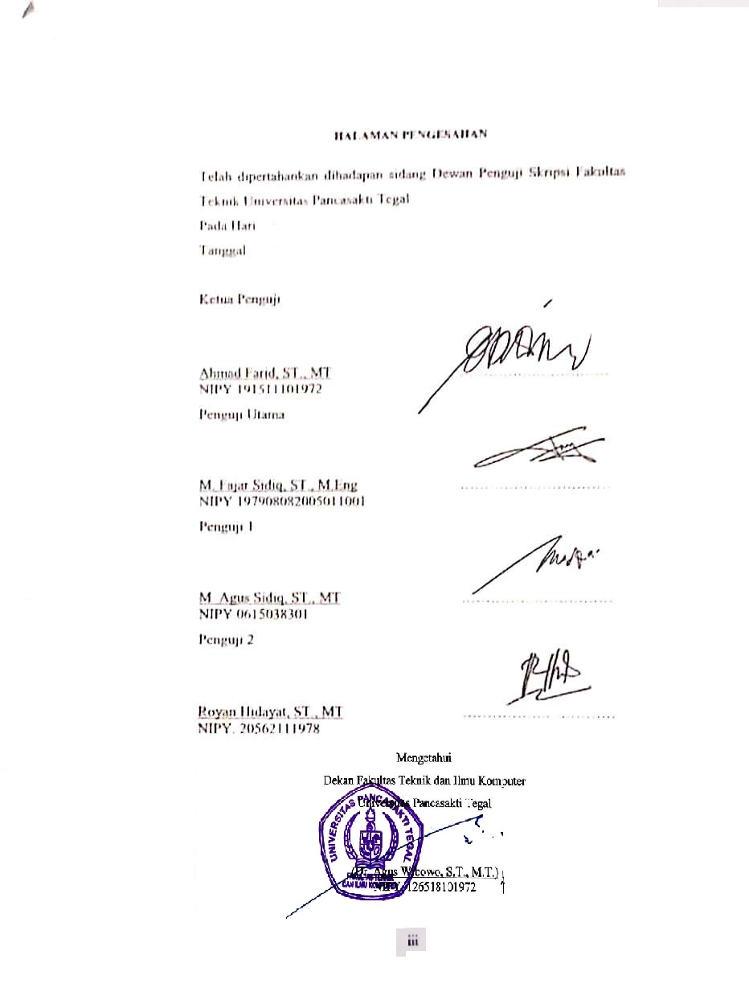 HALAMAN PENGESAHAN
Telah dipertahankan dihadapan sidang Dewan Penguji Skripsi Fakultas
Teknik Universitas Pancasakti Tegal
Pada Hari
Tanggal
Ketua Penguji
Ahmad Farid, ST., MT
NIPY 191511101972
Penguji Utama
M. Fajar Sidiq, ST., M.Eng
NIPY 197908082005011001
Penguji 1
M Agus Sidiq, ST., MT
NIPY 0615038301
Penguji 2
Royan Hidayat, ST., MT
NIPY. 20562111978
Mengetahui
Dekan Fakultas Teknik dan Ilmu Komputer
Universitas Pancasakti Tegal
UNIVERSITAS PANCASAKTI TEGAL
(Dr. Agus Wibowo, S.T., M.T.)
NIPY. 126518101972
DAN ILMU KOMPUTER
iii